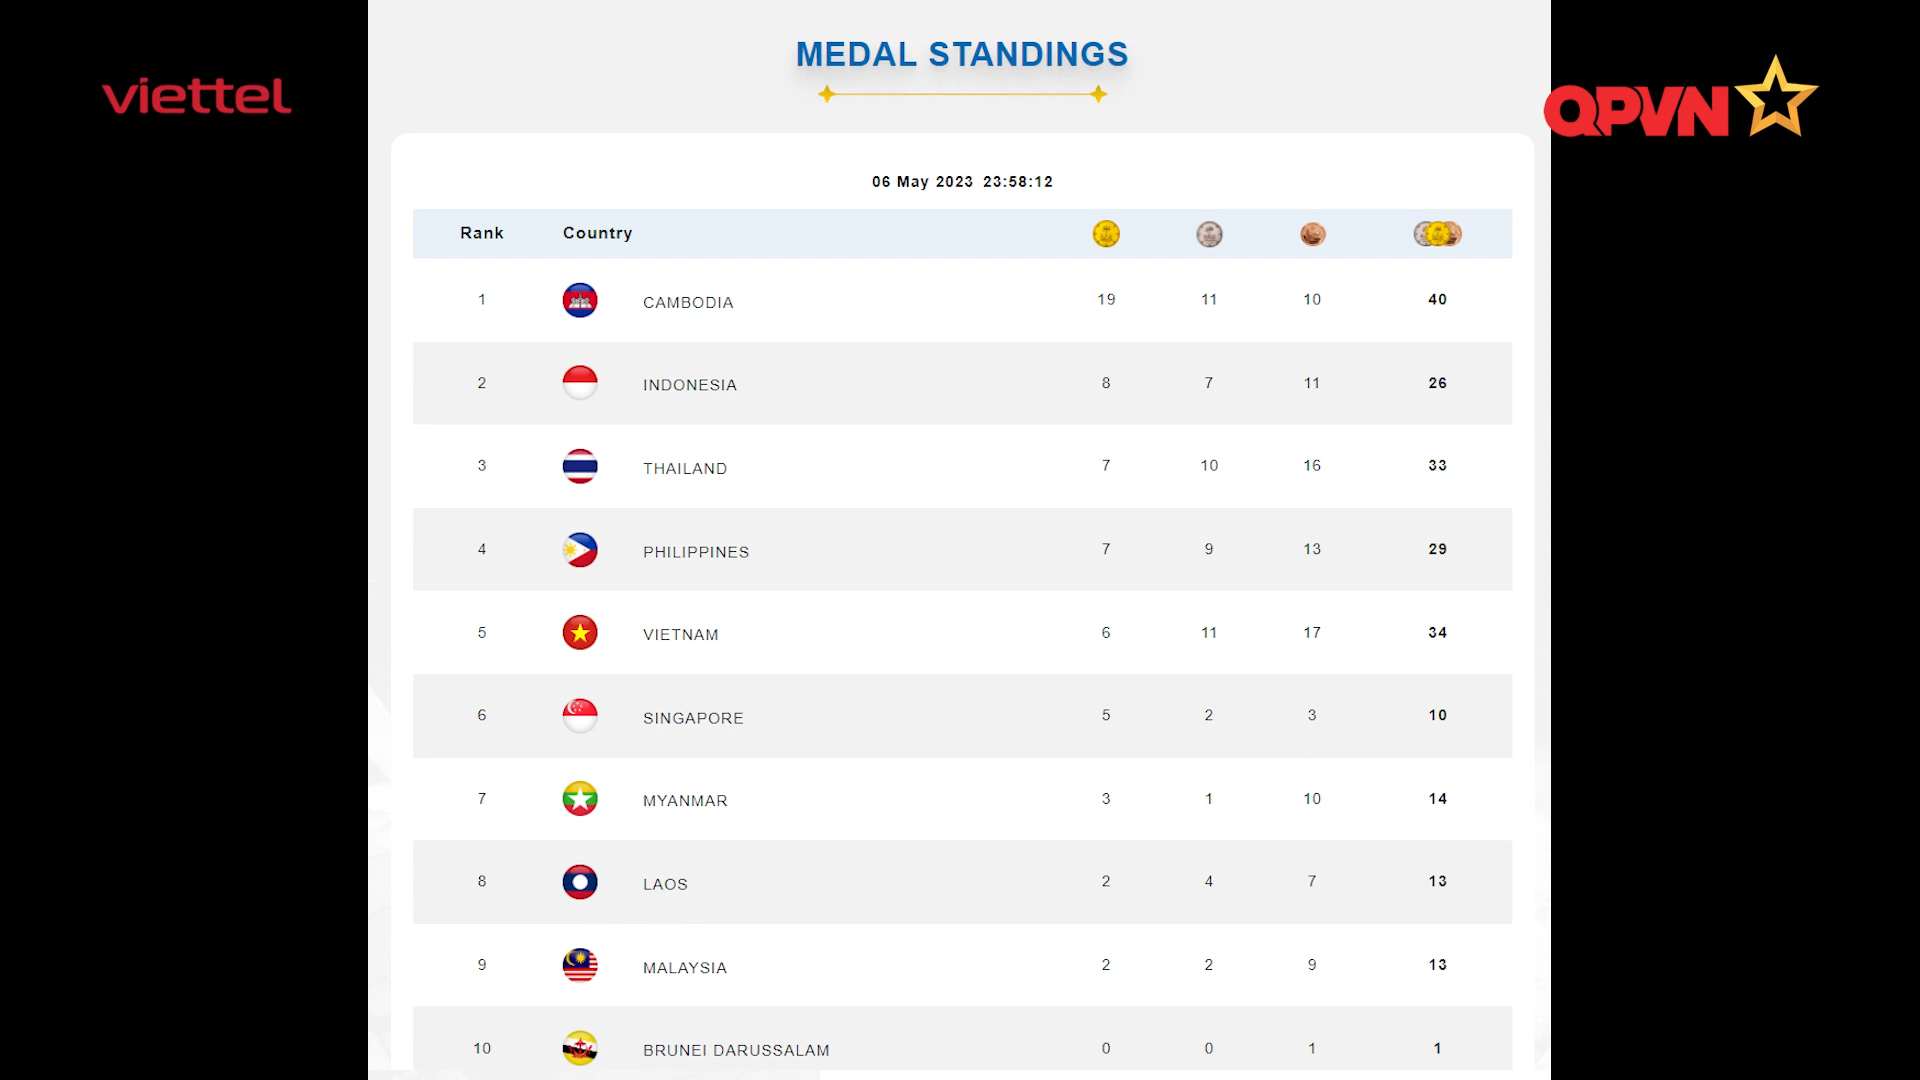 viettel
MEDAL STANDINGS
QPVN
06 May 2023 23:58:12
Rank Country
1 CAMBODIA 19 11 10 40
2 INDONESIA 8 7 11 26
3 THAILAND 7 10 16 33
4 PHILIPPINES 7 9 13 29
5 VIETNAM 6 11 17 34
6 SINGAPORE 5 2 3 10
7 MYANMAR 3 1 10 14
8 LAOS 2 4 7 13
9 MALAYSIA 2 2 9 13
10 BRUNEI DARUSSALAM 0 0 1 1